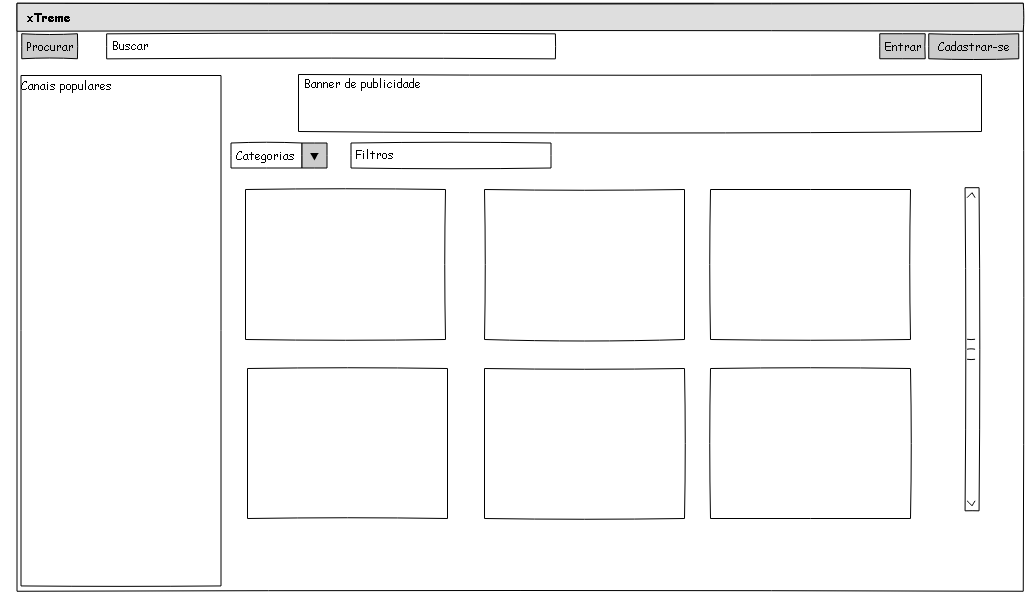 xTreme
Procurar
Buscar
Entrar
Cadastrar-se
Canais populares
Banner de publicidade
Categorias
Filtros